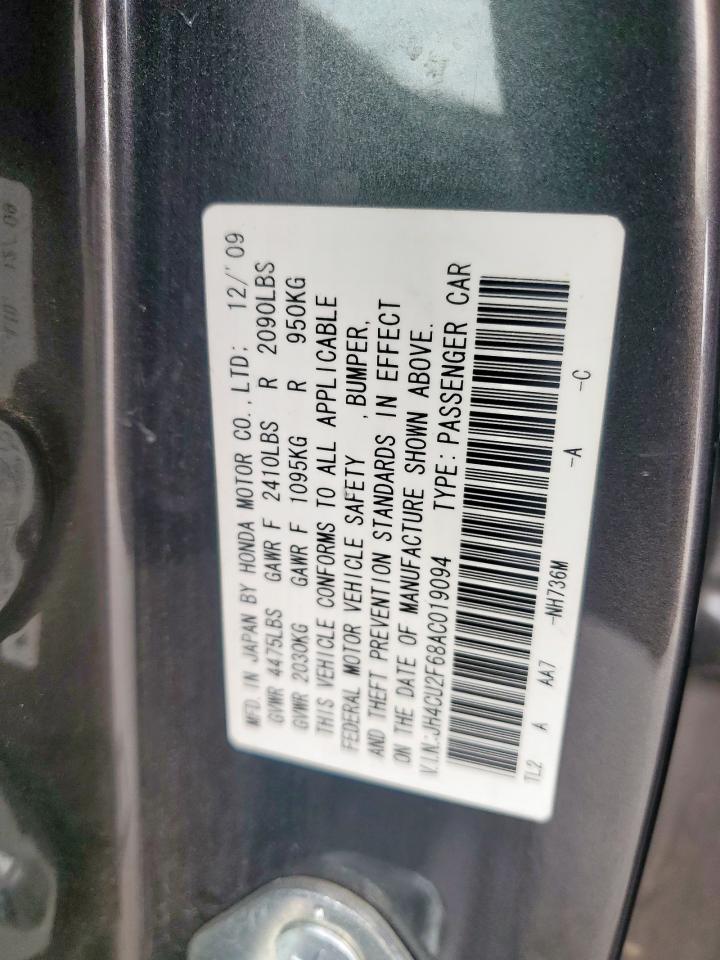 MFD. IN JAPAN BY HONDA MOTOR CO., LTD: 12/'09
GVWR 4475LBS GAWR F 2410LBS R 2090LBS
GVWR 2030KG GAWR F 1095KG R 950KG
THIS VEHICLE CONFORMS TO ALL APPLICABLE
FEDERAL MOTOR VEHICLE SAFETY , BUMPER,
AND THEFT PREVENTION STANDARDS IN EFFECT
ON THE DATE OF MANUFACTURE SHOWN ABOVE.
V.I.N.:JH4CU2F68AC019094 TYPE: PASSENGER CAR
TL2 A AA7 -NH736M -A -C